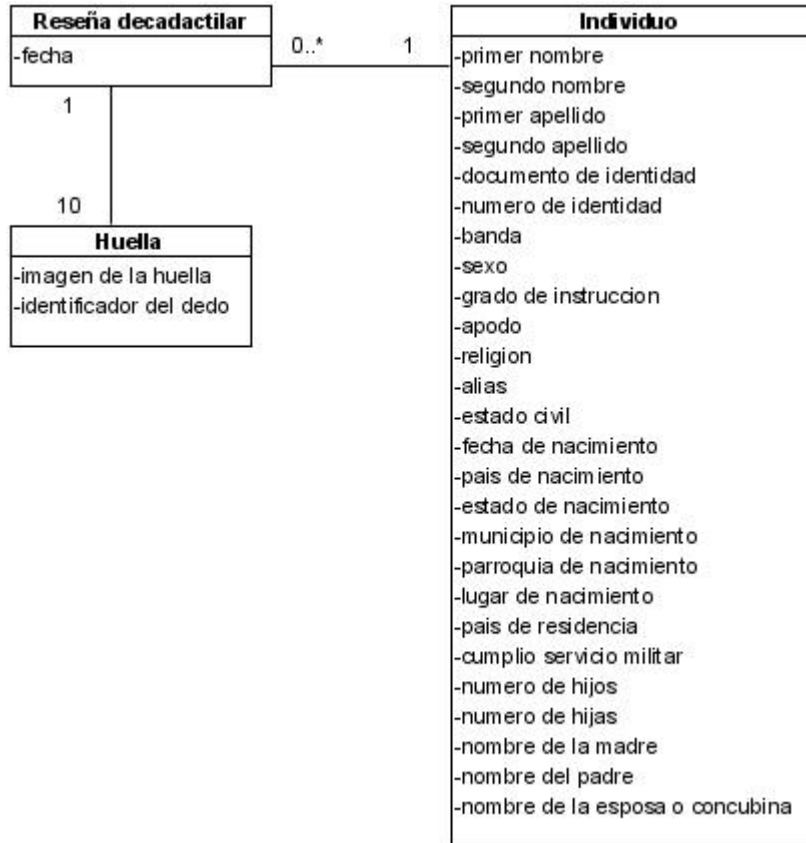 Reseña decadactilar
-fecha
0..*
1
1
10
Huella
-imagen de la huella
-identificador del dedo
Individuo
-primer nombre
-segundo nombre
-primer apellido
-segundo apellido
-documento de identidad
-numero de identidad
-banda
-sexo
-grado de instruccion
-apodo
-religion
-alias
-estado civil
-fecha de nacimiento
-pais de nacimiento
-estado de nacimiento
-municipio de nacimiento
-parroquia de nacimiento
-lugar de nacimiento
-pais de residencia
-cumplio servicio militar
-numero de hijos
-numero de hijas
-nombre de la madre
-nombre del padre
-nombre de la esposa o concubina